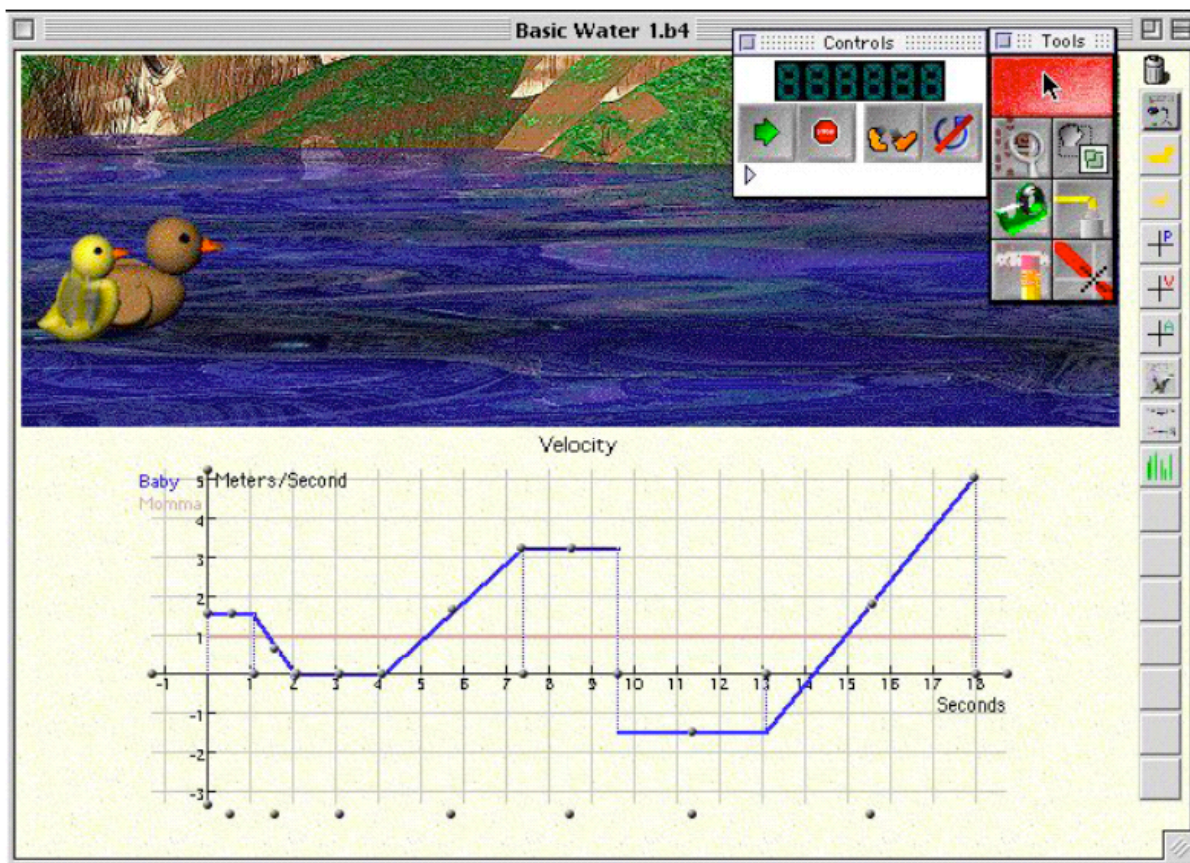 Basic Water 1.b4
Controls
Tools
888888
STOP
P
V
A
Velocity
Baby
Momma
Meters/Second
5
4
3
2
1
-1
-2
-3
-1 1 2 3 4 5 6 7 8 9 10 11 12 13 14 15 16 17 18
Seconds